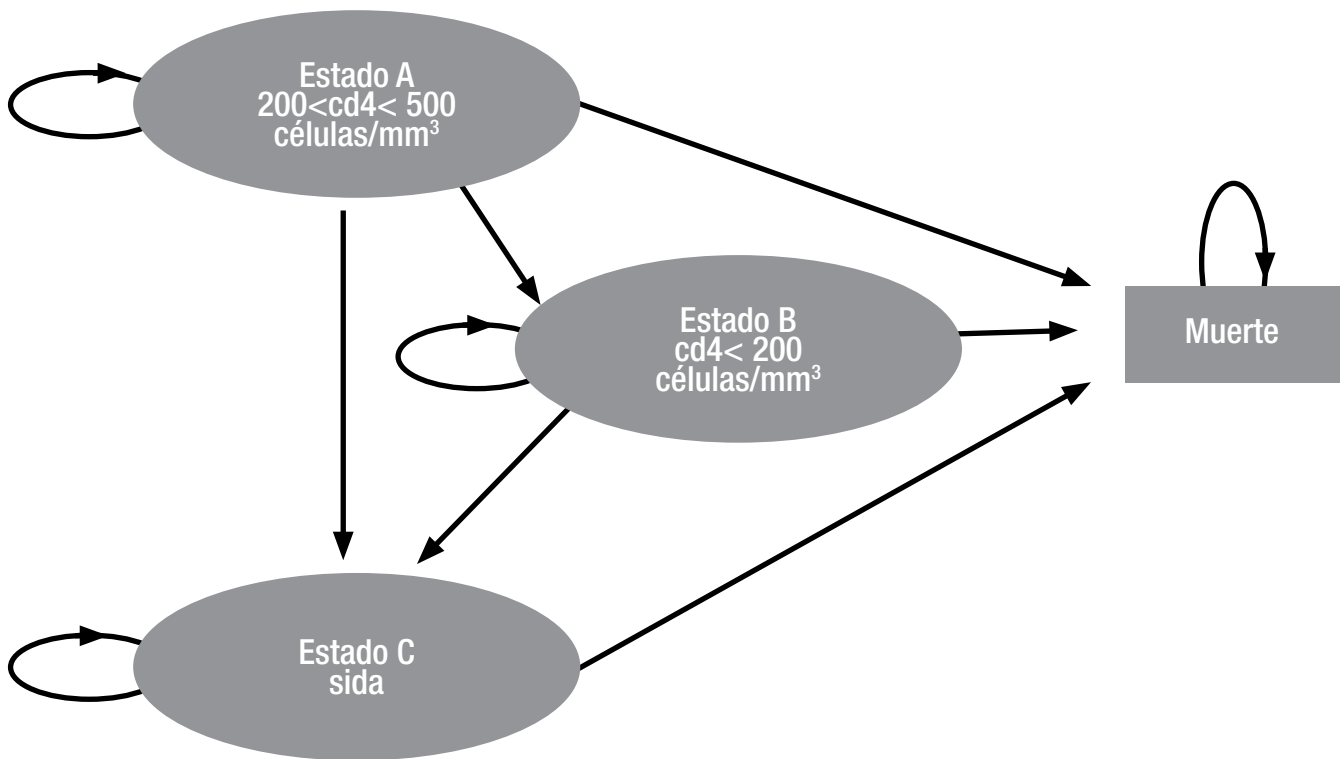 Estado A
200<cd4< 500
células/mm³
Estado B
cd4< 200
células/mm³
Muerte
Estado C
sida